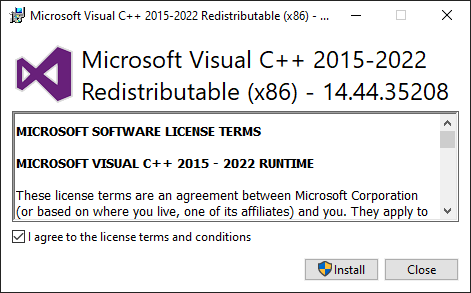 Microsoft Visual C++ 2015-2022 Redistributable (x86) - ...
Microsoft Visual C++ 2015-2022
Redistributable (x86) - 14.44.35208
MICROSOFT SOFTWARE LICENSE TERMS
MICROSOFT VISUAL C++ 2015 - 2022 RUNTIME
These license terms are an agreement between Microsoft Corporation
(or based on where you live, one of its affiliates) and you. They apply to
I agree to the license terms and conditions
Install
Close